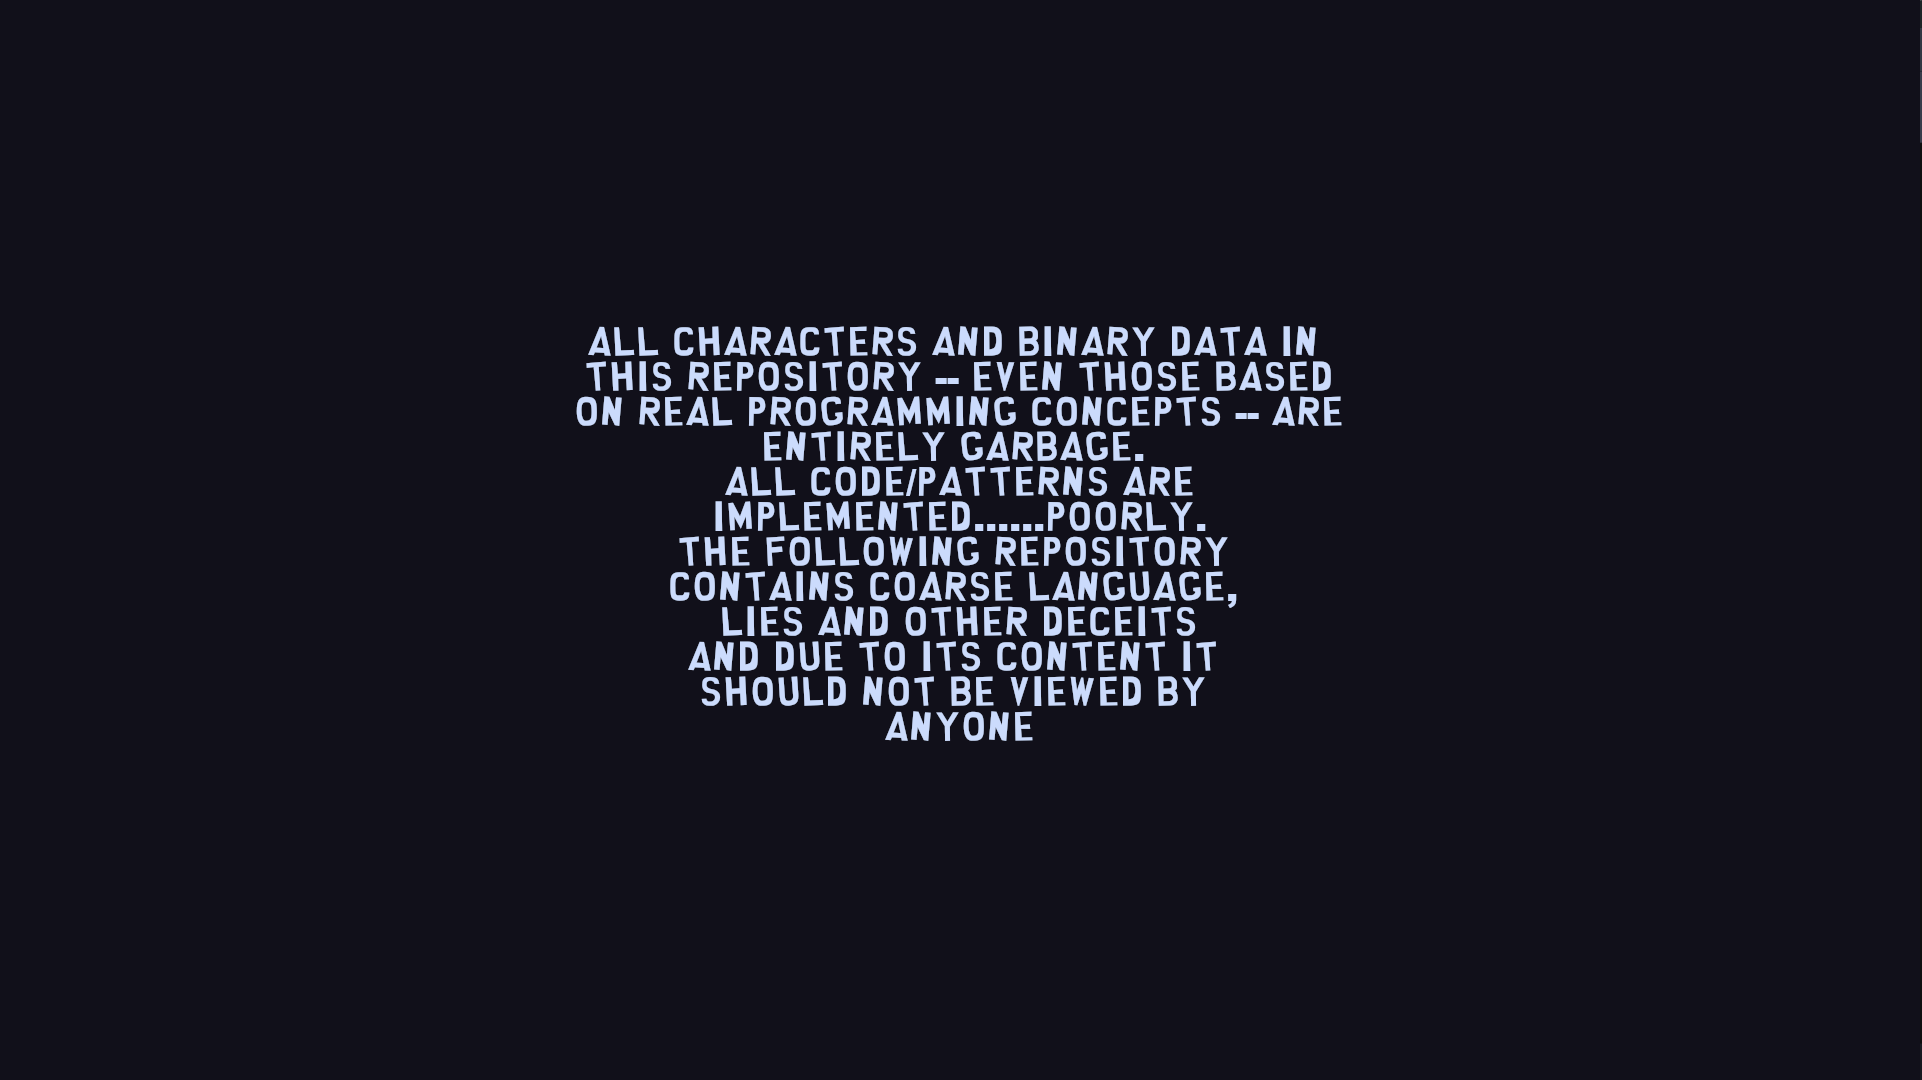 ALL CHARACTERS AND BINARY DATA IN
THIS REPOSITORY -- EVEN THOSE BASED
ON REAL PROGRAMMING CONCEPTS -- ARE
ENTIRELY GARBAGE.
ALL CODE/PATTERNS ARE
IMPLEMENTED......POORLY.
THE FOLLOWING REPOSITORY
CONTAINS COARSE LANGUAGE,
LIES AND OTHER DECEITS
AND DUE TO ITS CONTENT IT
SHOULD NOT BE VIEWED BY
ANYONE